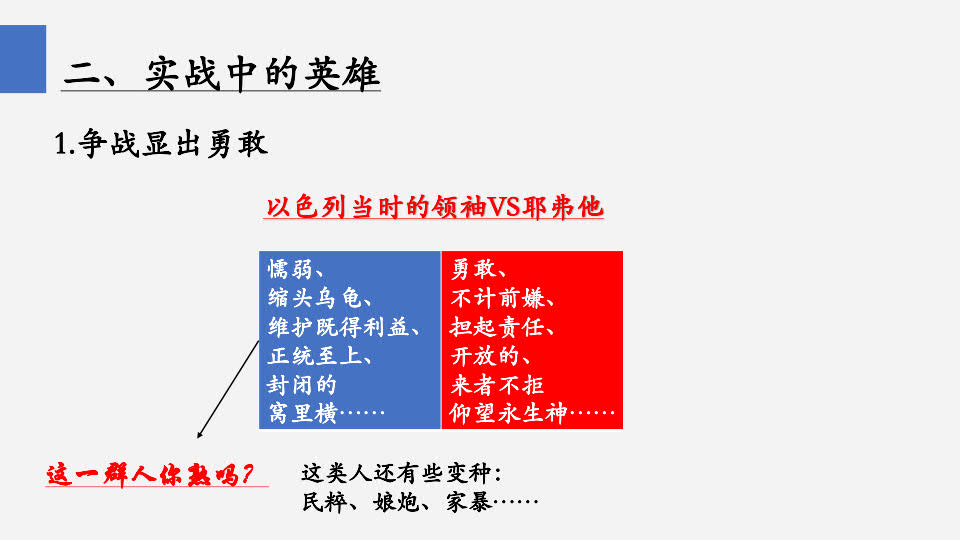 二、实战中的英雄
1.争战显出勇敢
以色列当时的领袖VS耶弗他
懦弱、
缩头乌龟、
维护既得利益、
正统至上、
封闭的
窝里横……
勇敢、
不计前嫌、
担起责任、
开放的、
来者不拒
仰望永生神……
这一群人你熟吗?
这类人还有些变种：
民粹、娘炮、家暴……